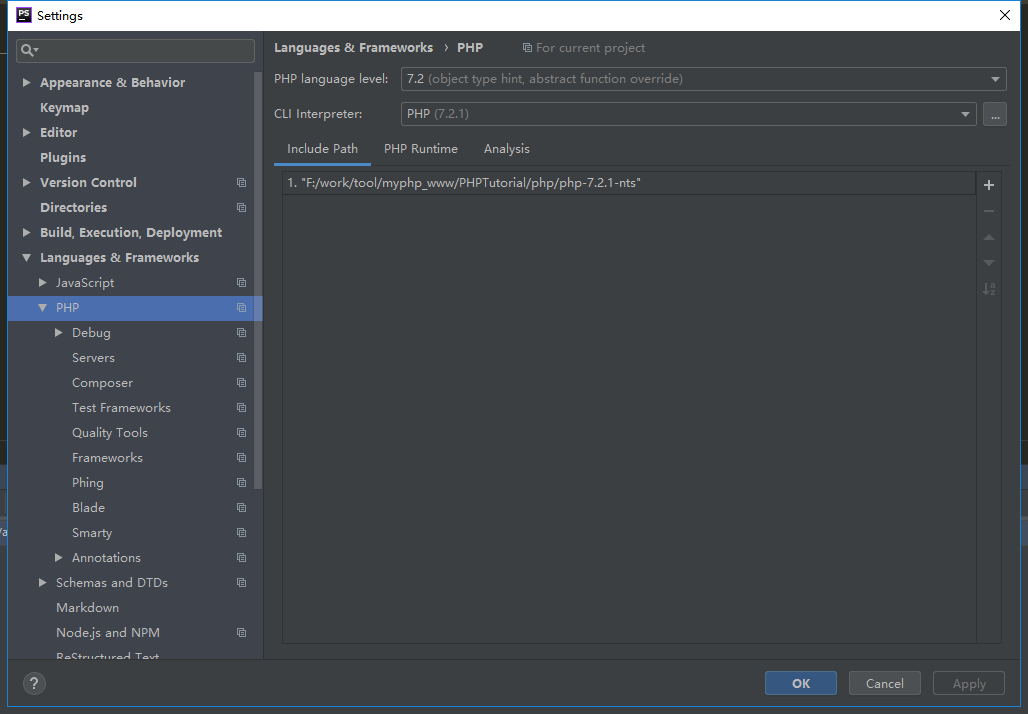 PS
Settings
Languages & Frameworks › PHP
For current project
PHP language level:
7.2 (object type hint, abstract function override)
CLI Interpreter:
PHP (7.2.1)
...
Include Path
PHP Runtime
Analysis
1. "F:/work/tool/myphp_www/PHPTutorial/php/php-7.2.1-nts"
Appearance & Behavior
Keymap
Editor
Plugins
Version Control
Directories
Build, Execution, Deployment
Languages & Frameworks
JavaScript
PHP
Debug
Servers
Composer
Test Frameworks
Quality Tools
Frameworks
Phing
Blade
Smarty
Annotations
Schemas and DTDs
Markdown
Node.js and NPM
ReStructured Text
?
OK
Cancel
Apply